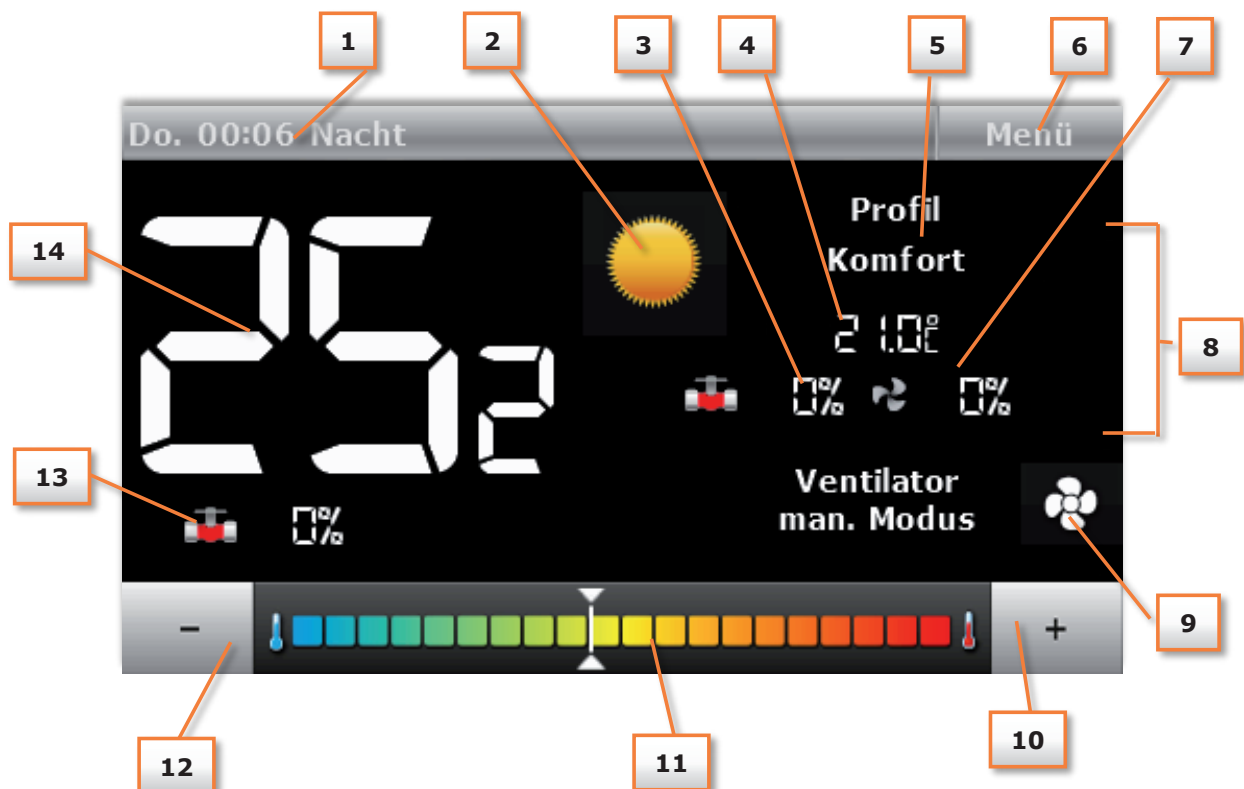 1 2 3 4 5 6 7
Do. 00:06 Nacht Menü
Profil
Komfort
14
25 2
21.0°C
8
0% 0%
13
0%
Ventilator
man. Modus
9
- +
12 11 10